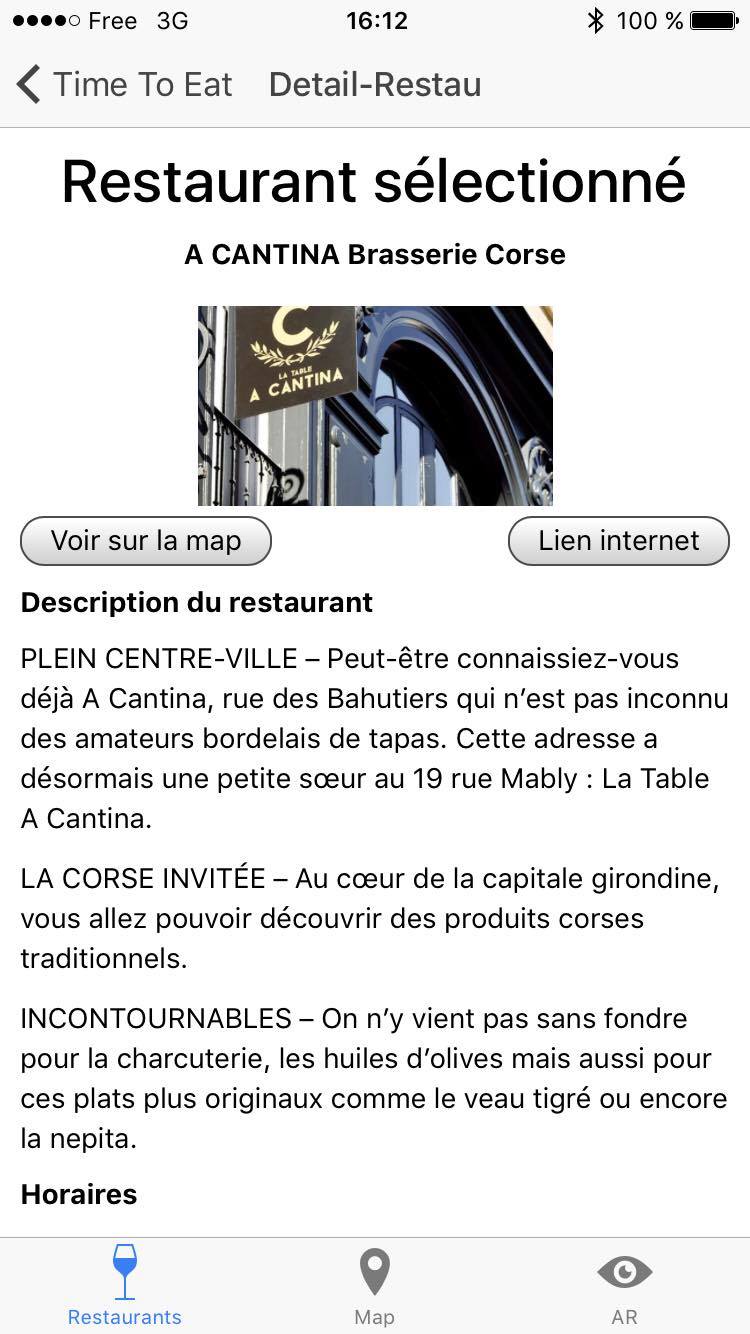 Free 3G 16:12 100 %
Time To Eat Detail-Restau
Restaurant sélectionné
A CANTINA Brasserie Corse
C
LA TABLE
A CANTINA
Voir sur la map Lien internet
Description du restaurant
PLEIN CENTRE-VILLE – Peut-être connaissiez-vous
déjà A Cantina, rue des Bahutiers qui n’est pas inconnu
des amateurs bordelais de tapas. Cette adresse a
désormais une petite sœur au 19 rue Mably : La Table
A Cantina.
LA CORSE INVITÉE – Au cœur de la capitale girondine,
vous allez pouvoir découvrir des produits corses
traditionnels.
INCONTOURNABLES – On n’y vient pas sans fondre
pour la charcuterie, les huiles d’olives mais aussi pour
ces plats plus originaux comme le veau tigré ou encore
la nepita.
Horaires
Restaurants Map AR